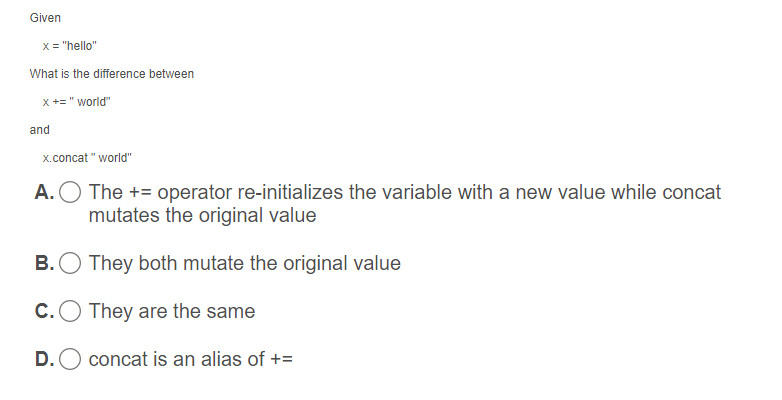 Given
x = "hello"
What is the difference between
x += " world"
and
x.concat " world"
A. The += operator re-initializes the variable with a new value while concat
mutates the original value
B. They both mutate the original value
C. They are the same
D. concat is an alias of +=